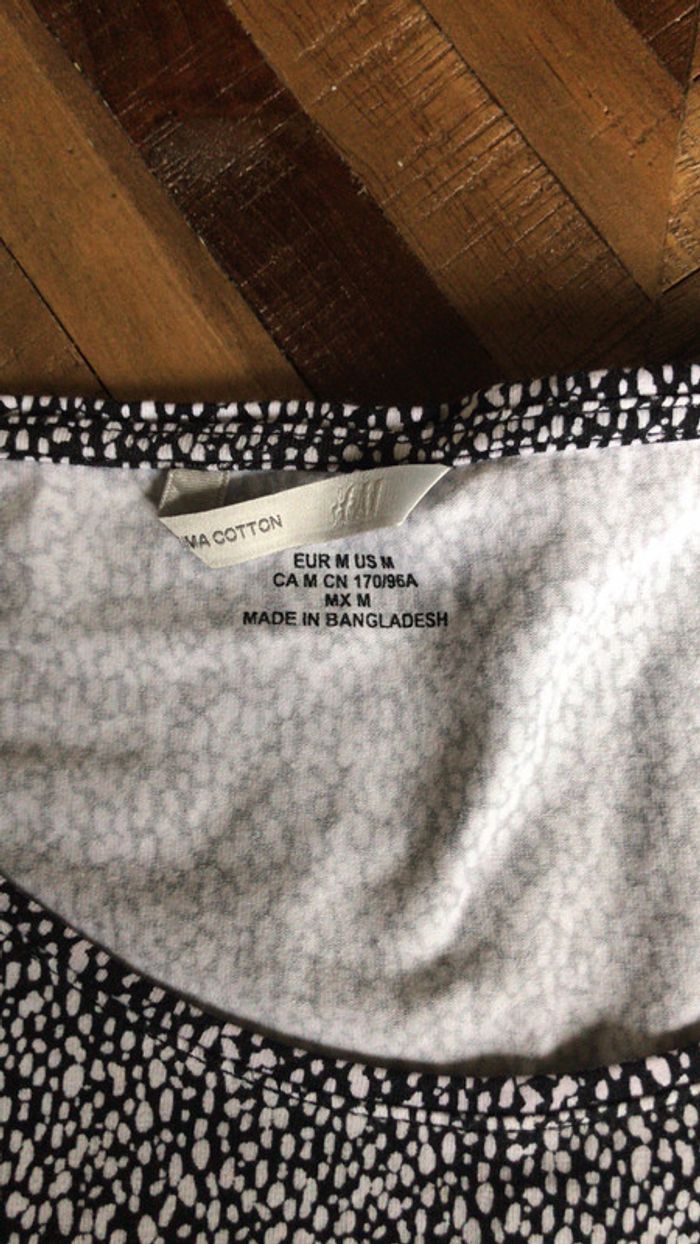 MA COTTON
H&M
EUR M US M
CA M CN 170/96A
MX M
MADE IN BANGLADESH